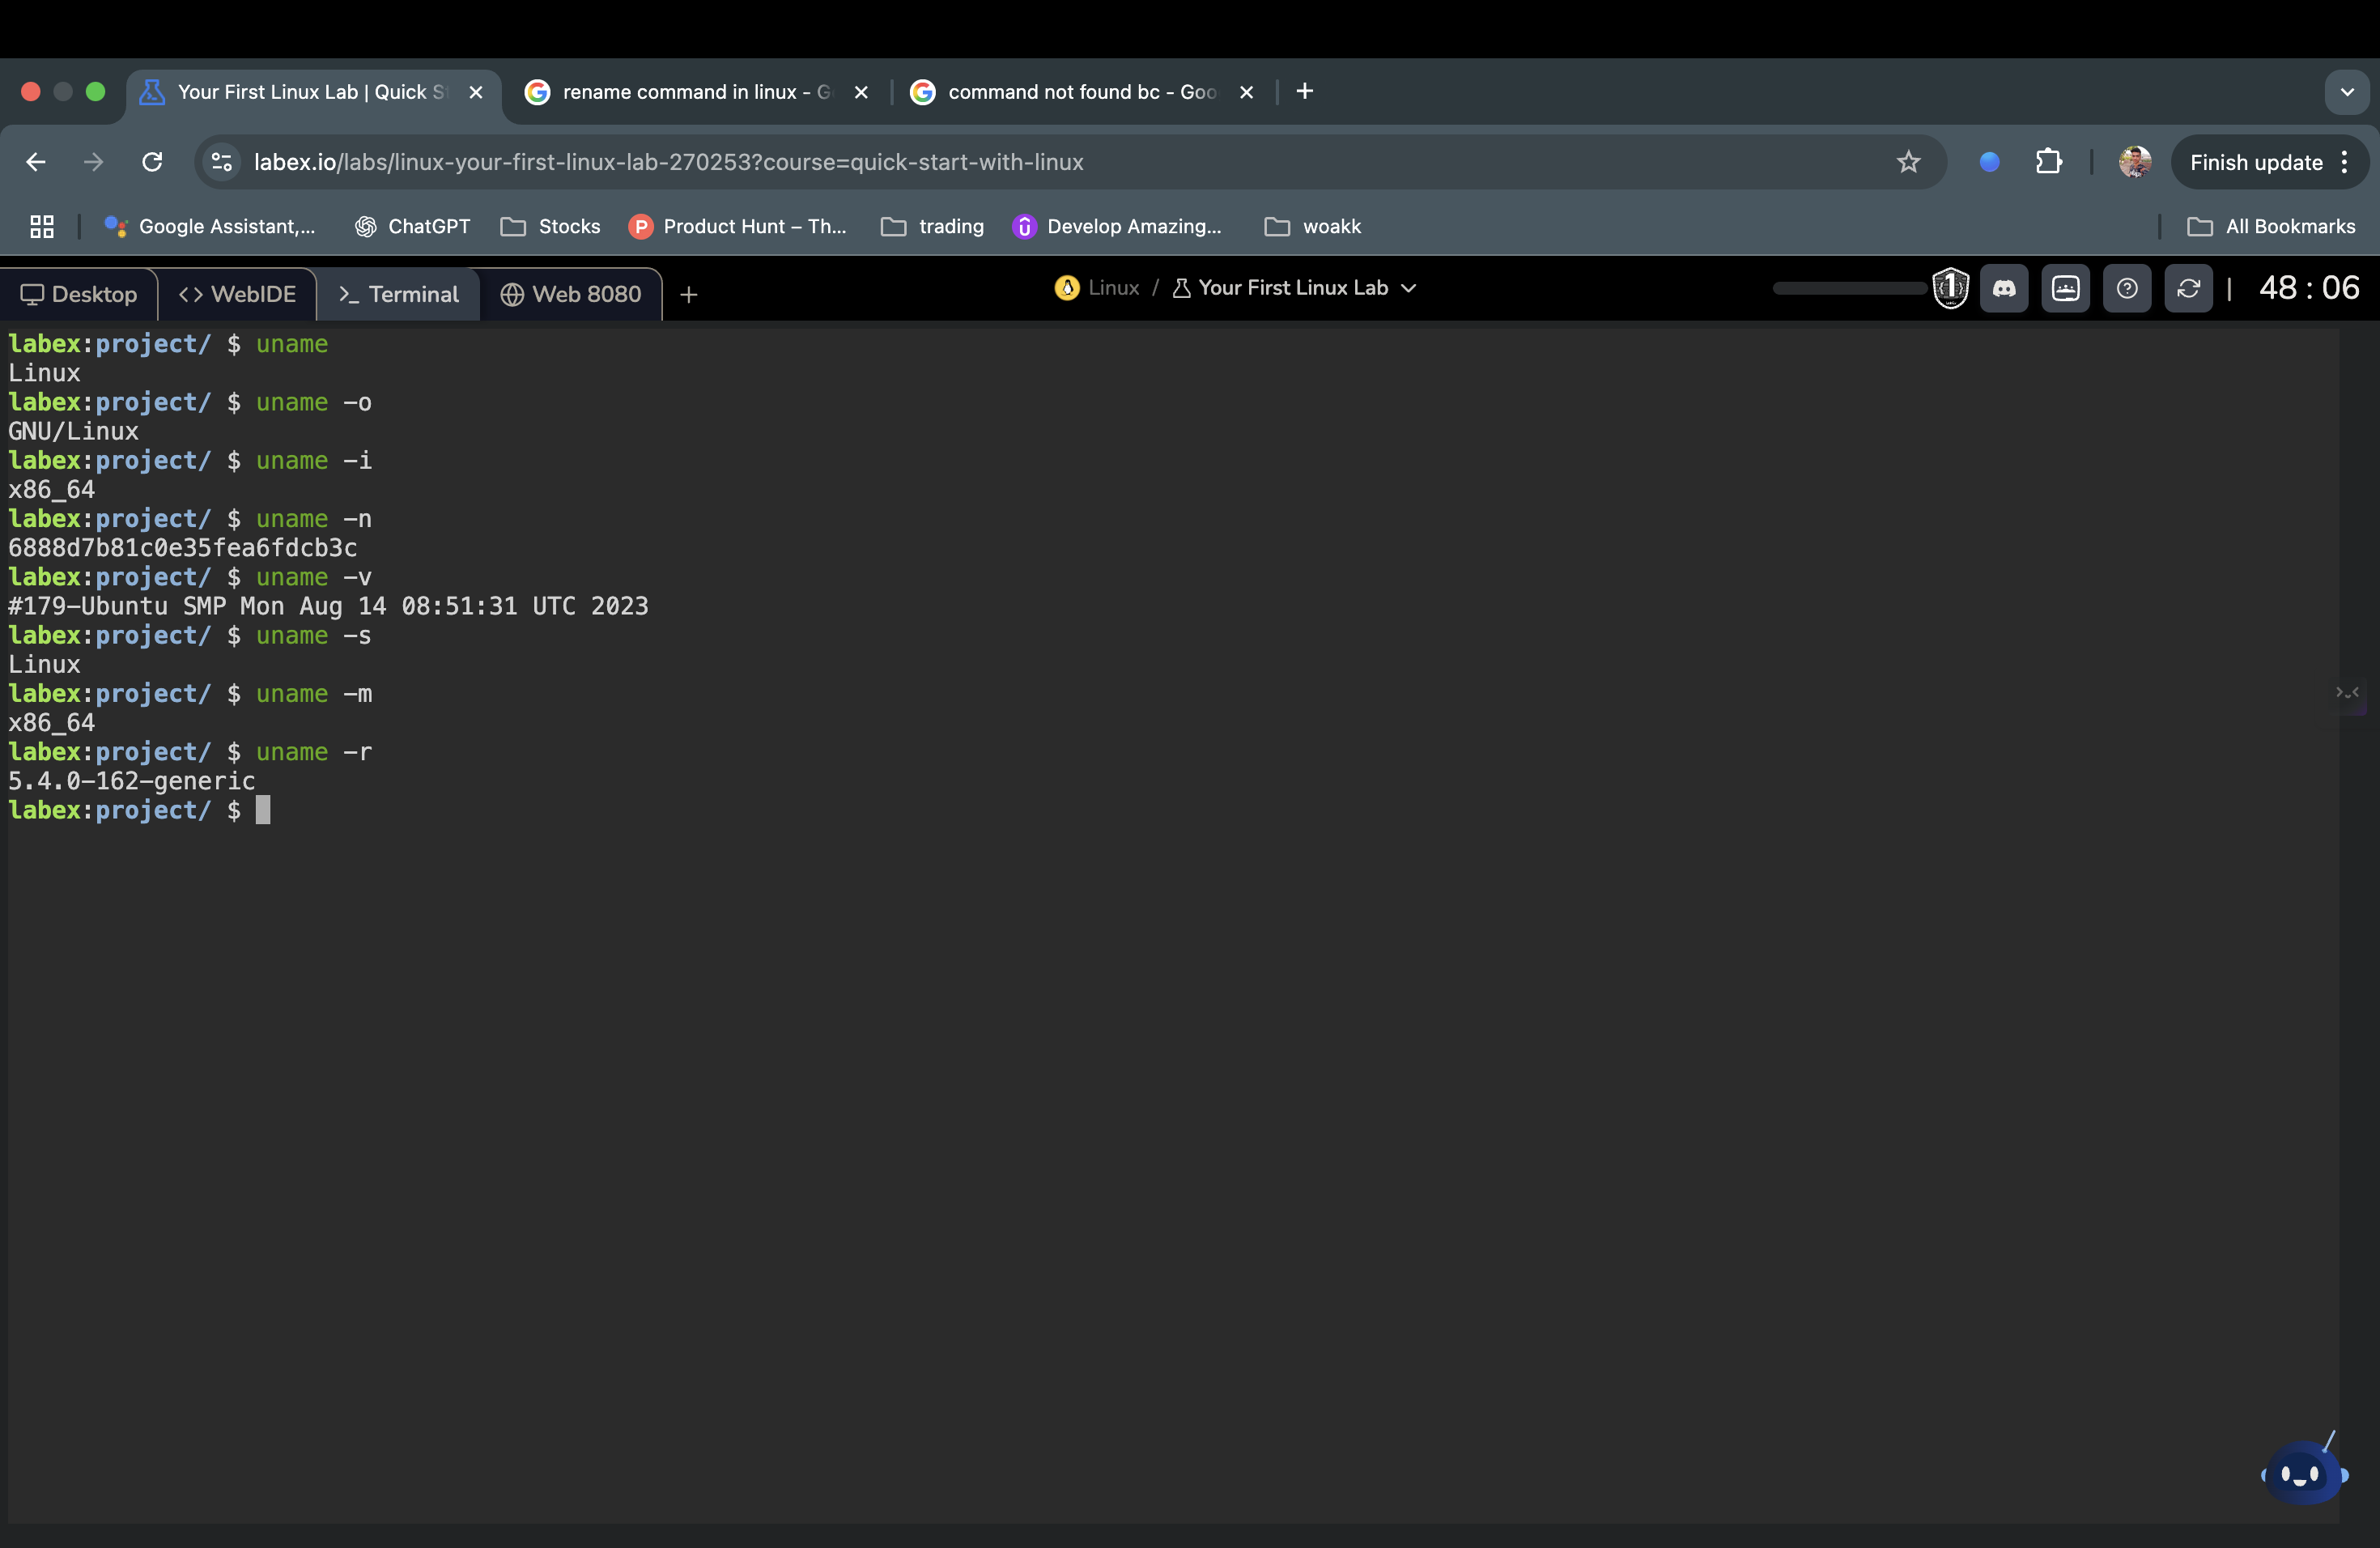 Your First Linux Lab | Quick S
rename command in linux - G
command not found bc - Goo
labex.io/labs/linux-your-first-linux-lab-270253?course=quick-start-with-linux
Finish update
Google Assistant,...
ChatGPT
Stocks
Product Hunt – Th...
trading
Develop Amazing...
woakk
All Bookmarks
Desktop
<> WebIDE
>_ Terminal
Web 8080
Linux / Your First Linux Lab
48 : 06
labex:project/ $ uname
Linux
labex:project/ $ uname -o
GNU/Linux
labex:project/ $ uname -i
x86_64
labex:project/ $ uname -n
6888d7b81c0e35fea6fdcb3c
labex:project/ $ uname -v
#179-Ubuntu SMP Mon Aug 14 08:51:31 UTC 2023
labex:project/ $ uname -s
Linux
labex:project/ $ uname -m
x86_64
labex:project/ $ uname -r
5.4.0-162-generic
labex:project/ $